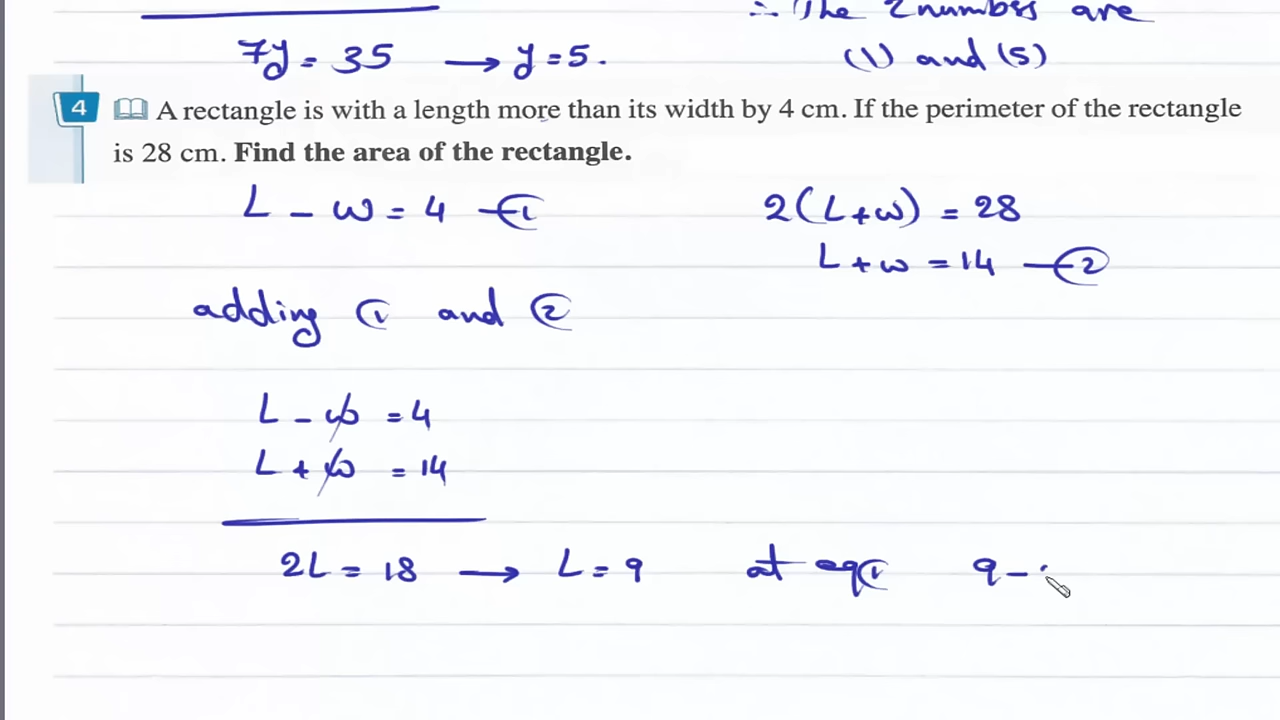 ∴ The 2 numbers are
7y = 35 → y = 5.
(1) and (5)
4 A rectangle is with a length more than its width by 4 cm. If the perimeter of the rectangle
is 28 cm. Find the area of the rectangle.
L - w = 4 —①
2(L+w) = 28
L + w = 14 —②
adding ① and ②
L - w = 4
L + w = 14
2L = 18 → L = 9 at eq① 9 -